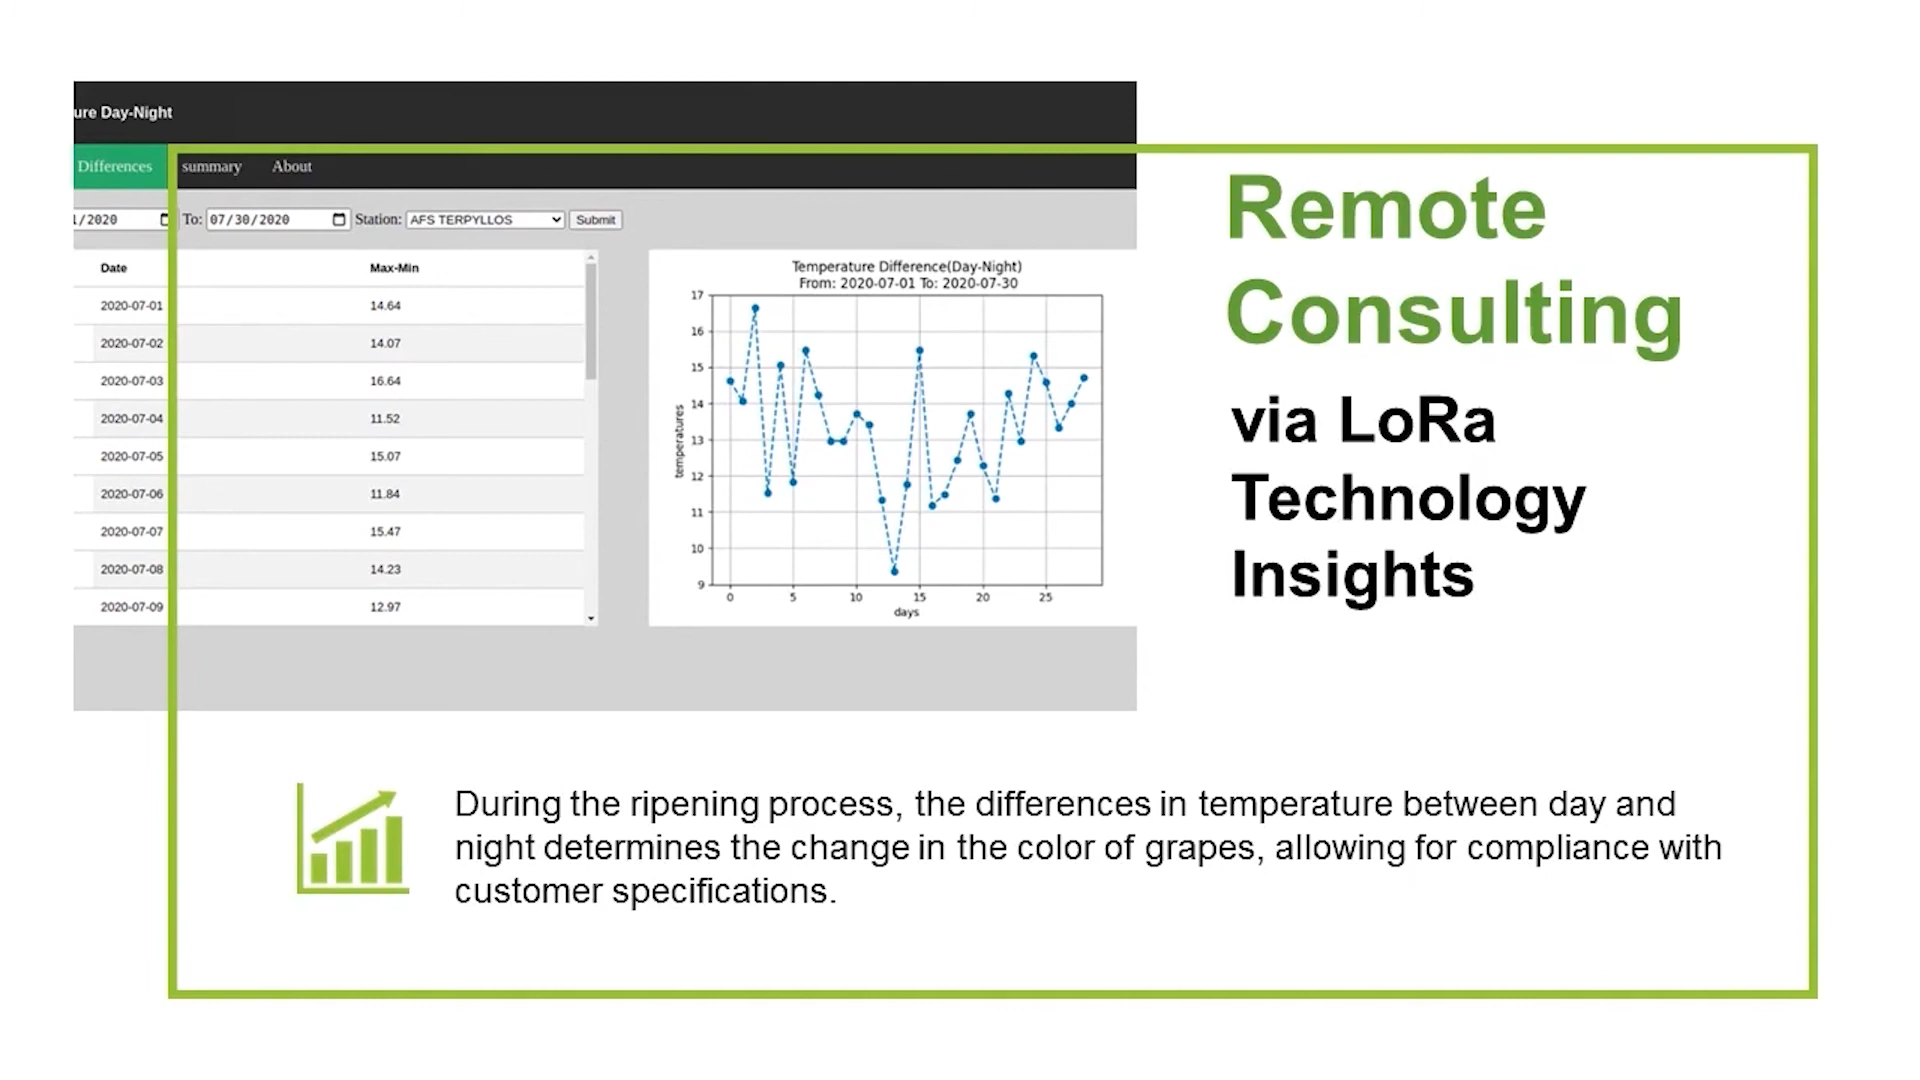 ure Day-Night
Differences summary About
1/2020 To: 07/30/2020 Station: AFS TERPYLLOS Submit
Date Max-Min
2020-07-01 14.64
2020-07-02 14.07
2020-07-03 16.64
2020-07-04 11.52
2020-07-05 15.07
2020-07-06 11.84
2020-07-07 15.47
2020-07-08 14.23
2020-07-09 12.97
Temperature Difference(Day-Night)
From: 2020-07-01 To: 2020-07-30
17
16
15
14
13
12
11
10
9
temperatures
0 5 10 15 20 25
days
Remote
Consulting
via LoRa
Technology
Insights
During the ripening process, the differences in temperature between day and
night determines the change in the color of grapes, allowing for compliance with
customer specifications.